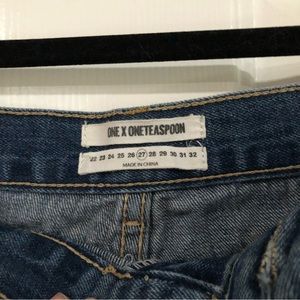 ONE X ONETEASPOON
22 23 24 25 26 27 28 29 30 31 32
MADE IN CHINA